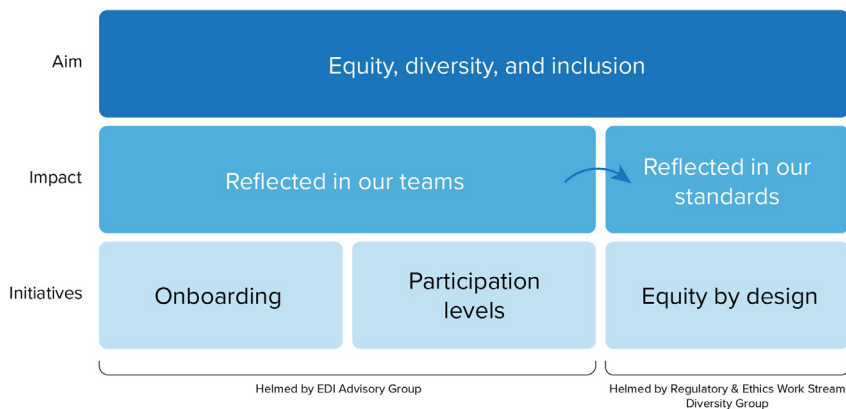 Aim
Equity, diversity, and inclusion
Impact
Reflected in our teams
Reflected in our
standards
Initiatives
Onboarding
Participation
levels
Equity by design
Helmed by EDI Advisory Group
Helmed by Regulatory & Ethics Work Stream
Diversity Group